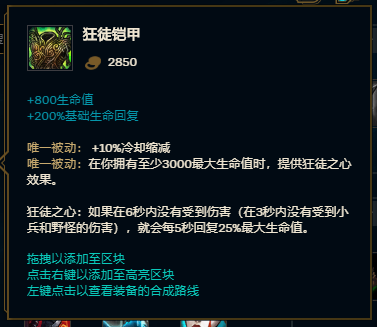 狂徒铠甲
2850
+800生命值
+200%基础生命回复
唯一被动： +10%冷却缩减
唯一被动：在你拥有至少3000最大生命值时，提供狂徒之心
效果。
狂徒之心：如果在6秒内没有受到伤害（在3秒内没有受到小
兵和野怪的伤害），就会每5秒回复25%最大生命值。
拖拽以添加至区块
点击右键以添加至高亮区块
左键点击以查看装备的合成路线